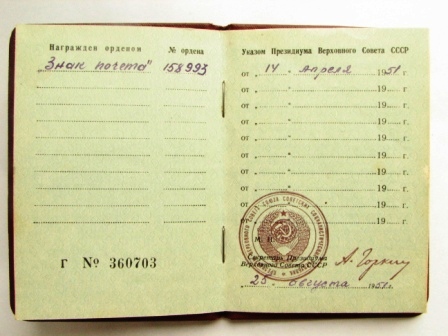 Награжден орденом № ордена
„Знак почета" 158993
Г № 360703
Указом Президиума Верховного Совета СССР
от „ 14 " Апреля 1951 г.
от „ " 19 г.
от „ " 19 г.
от „ " 19 г.
от „ " 19 г.
от „ " 19 г.
от „ " 19 г.
от „ " 19 г.
от „ " 19 г.
М. П.
Секретарь Президиума
Верховного Совета СССР
А. Горкин
„ 25 " августа 1951 г.